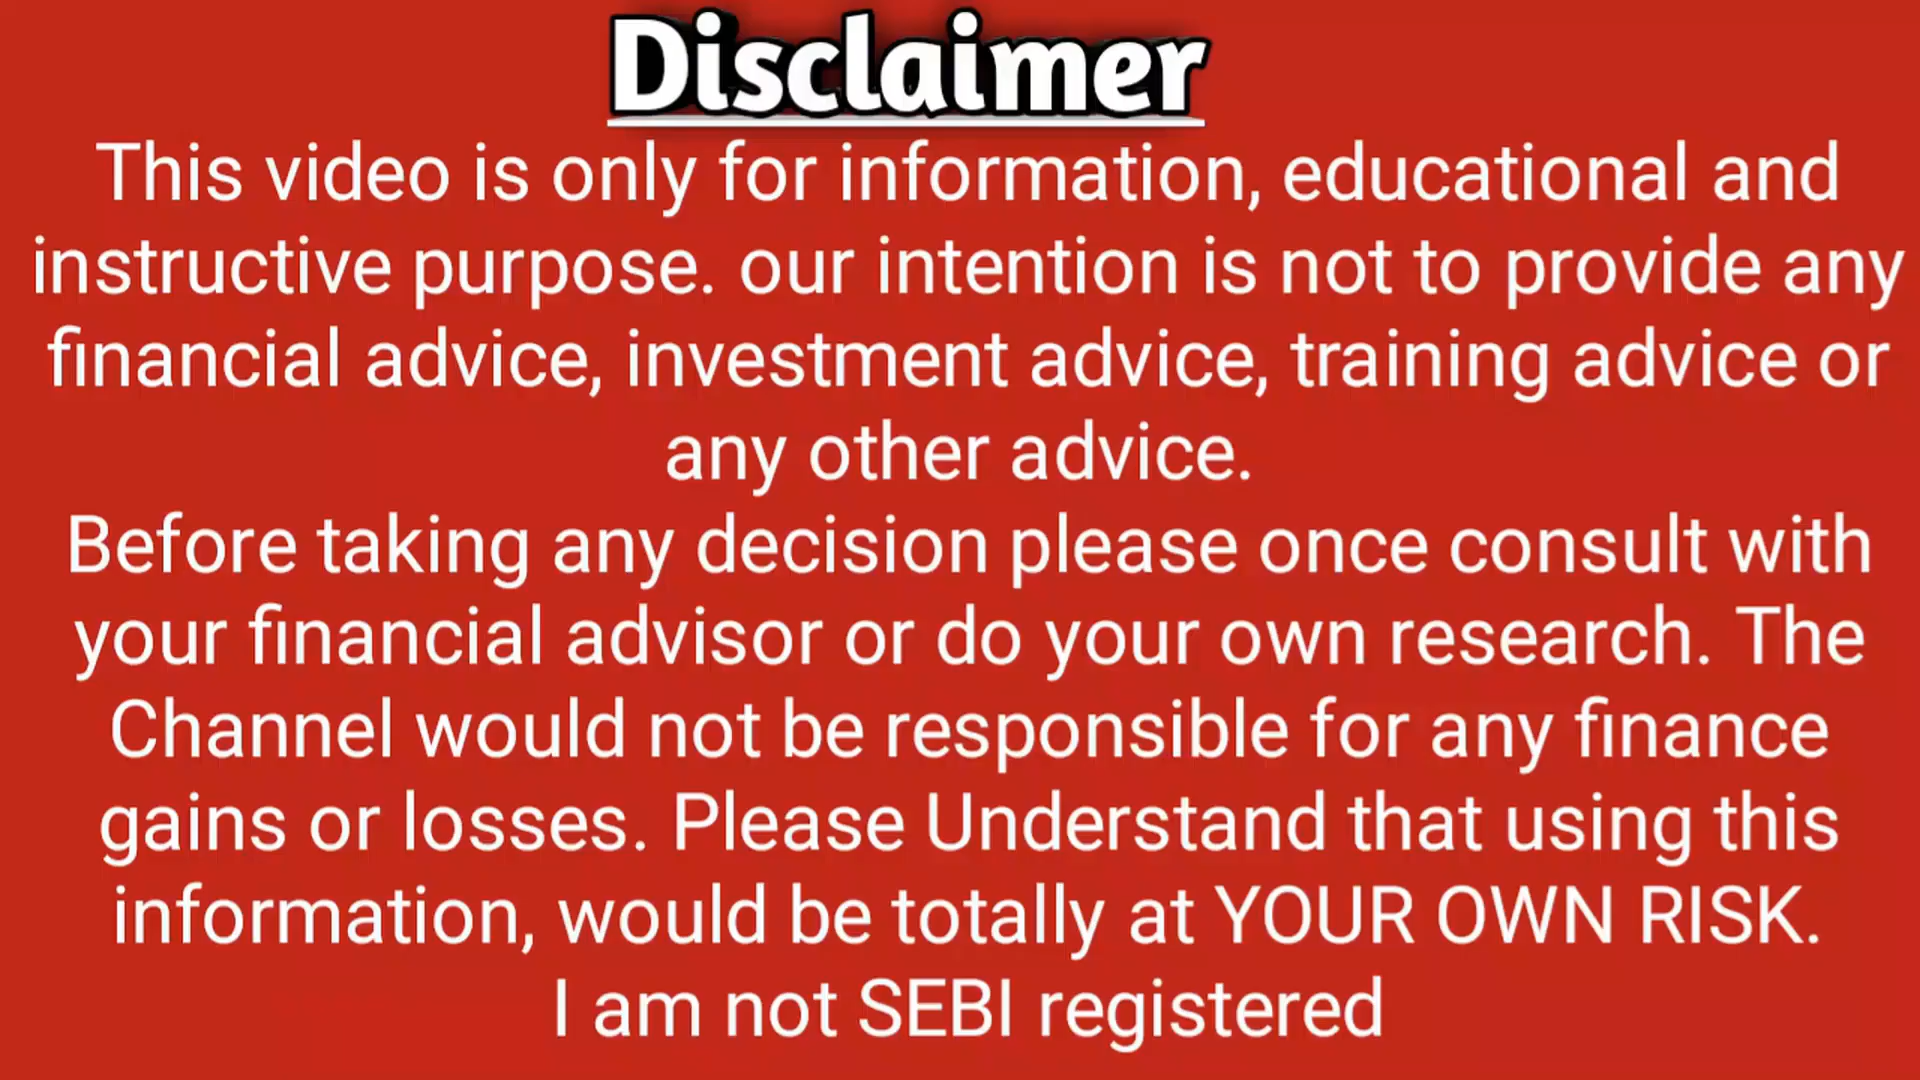 Disclaimer
This video is only for information, educational and
instructive purpose. our intention is not to provide any
financial advice, investment advice, training advice or
any other advice.
Before taking any decision please once consult with
your financial advisor or do your own research. The
Channel would not be responsible for any finance
gains or losses. Please Understand that using this
information, would be totally at YOUR OWN RISK.
I am not SEBI registered